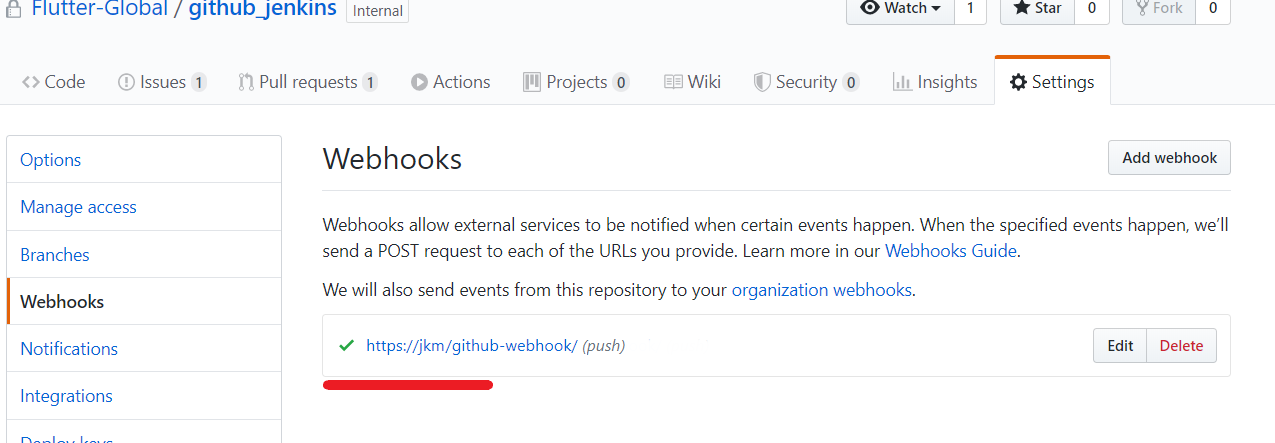 Flutter-Global / github_jenkins Internal
Watch 1 Star 0 Fork 0
Code Issues 1 Pull requests 1 Actions Projects 0 Wiki Security 0 Insights Settings
Options
Manage access
Branches
Webhooks
Notifications
Integrations
Deploy keys
Webhooks
Add webhook
Webhooks allow external services to be notified when certain events happen. When the specified events happen, we’ll
send a POST request to each of the URLs you provide. Learn more in our Webhooks Guide.
We will also send events from this repository to your organization webhooks.
https://jkm/github-webhook/ (push)
Edit Delete